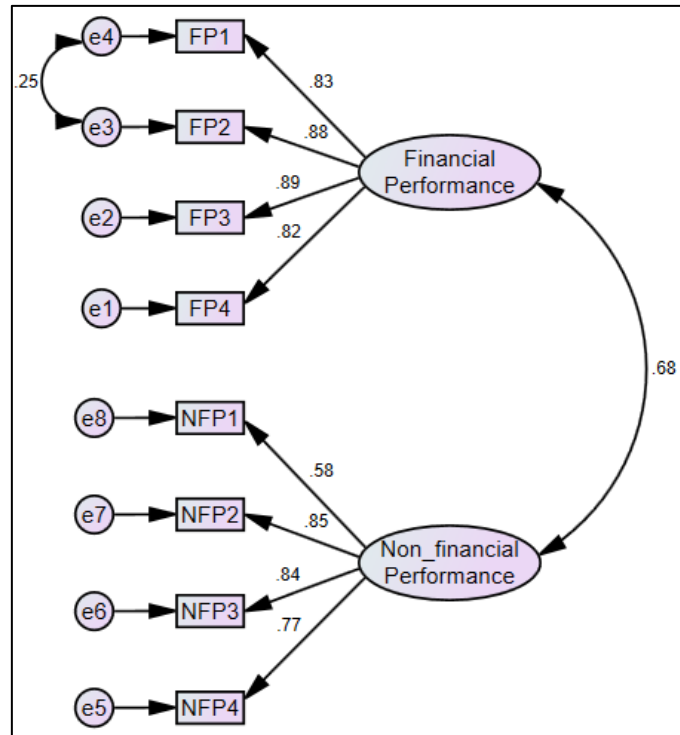 e4
FP1
.25
.83
e3
FP2
.88
Financial
Performance
.89
e2
FP3
.82
e1
FP4
.68
e8
NFP1
.58
e7
NFP2
.85
Non_financial
Performance
.84
e6
NFP3
.77
e5
NFP4